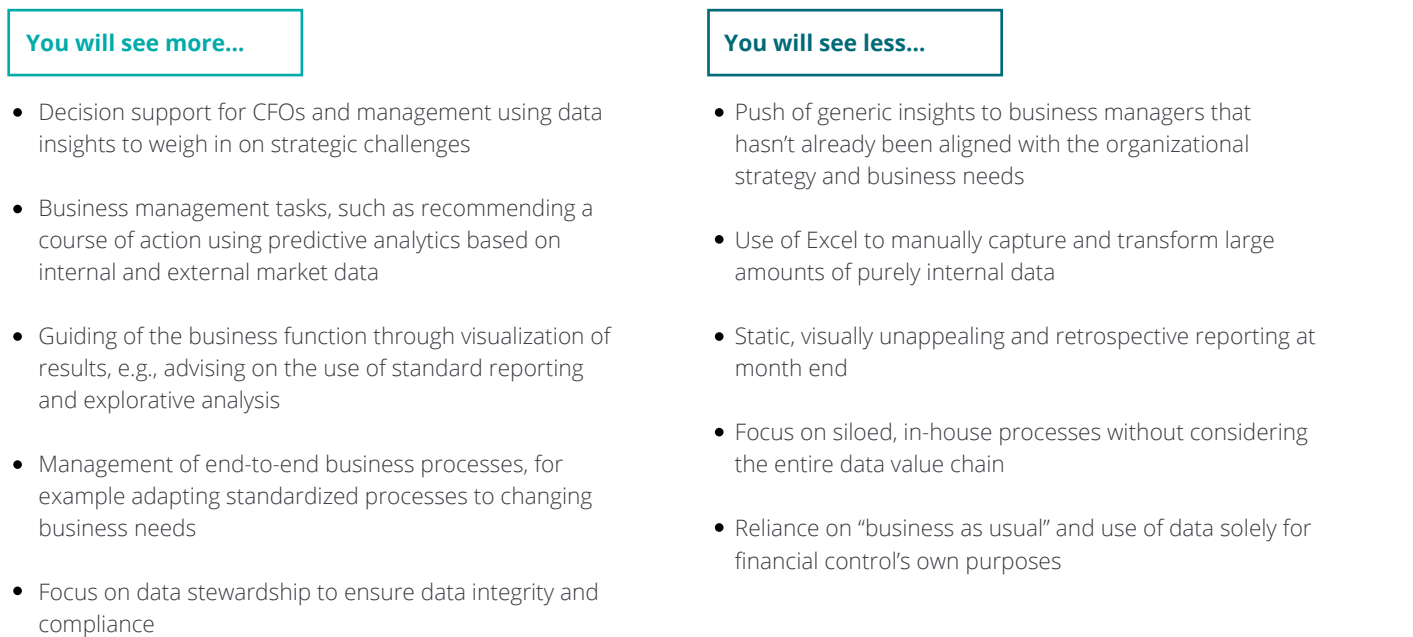 You will see more...
• Decision support for CFOs and management using data
insights to weigh in on strategic challenges
• Business management tasks, such as recommending a
course of action using predictive analytics based on
internal and external market data
• Guiding of the business function through visualization of
results, e.g., advising on the use of standard reporting
and explorative analysis
• Management of end-to-end business processes, for
example adapting standardized processes to changing
business needs
• Focus on data stewardship to ensure data integrity and
compliance
You will see less...
• Push of generic insights to business managers that
hasn’t already been aligned with the organizational
strategy and business needs
• Use of Excel to manually capture and transform large
amounts of purely internal data
• Static, visually unappealing and retrospective reporting at
month end
• Focus on siloed, in-house processes without considering
the entire data value chain
• Reliance on “business as usual” and use of data solely for
financial control’s own purposes